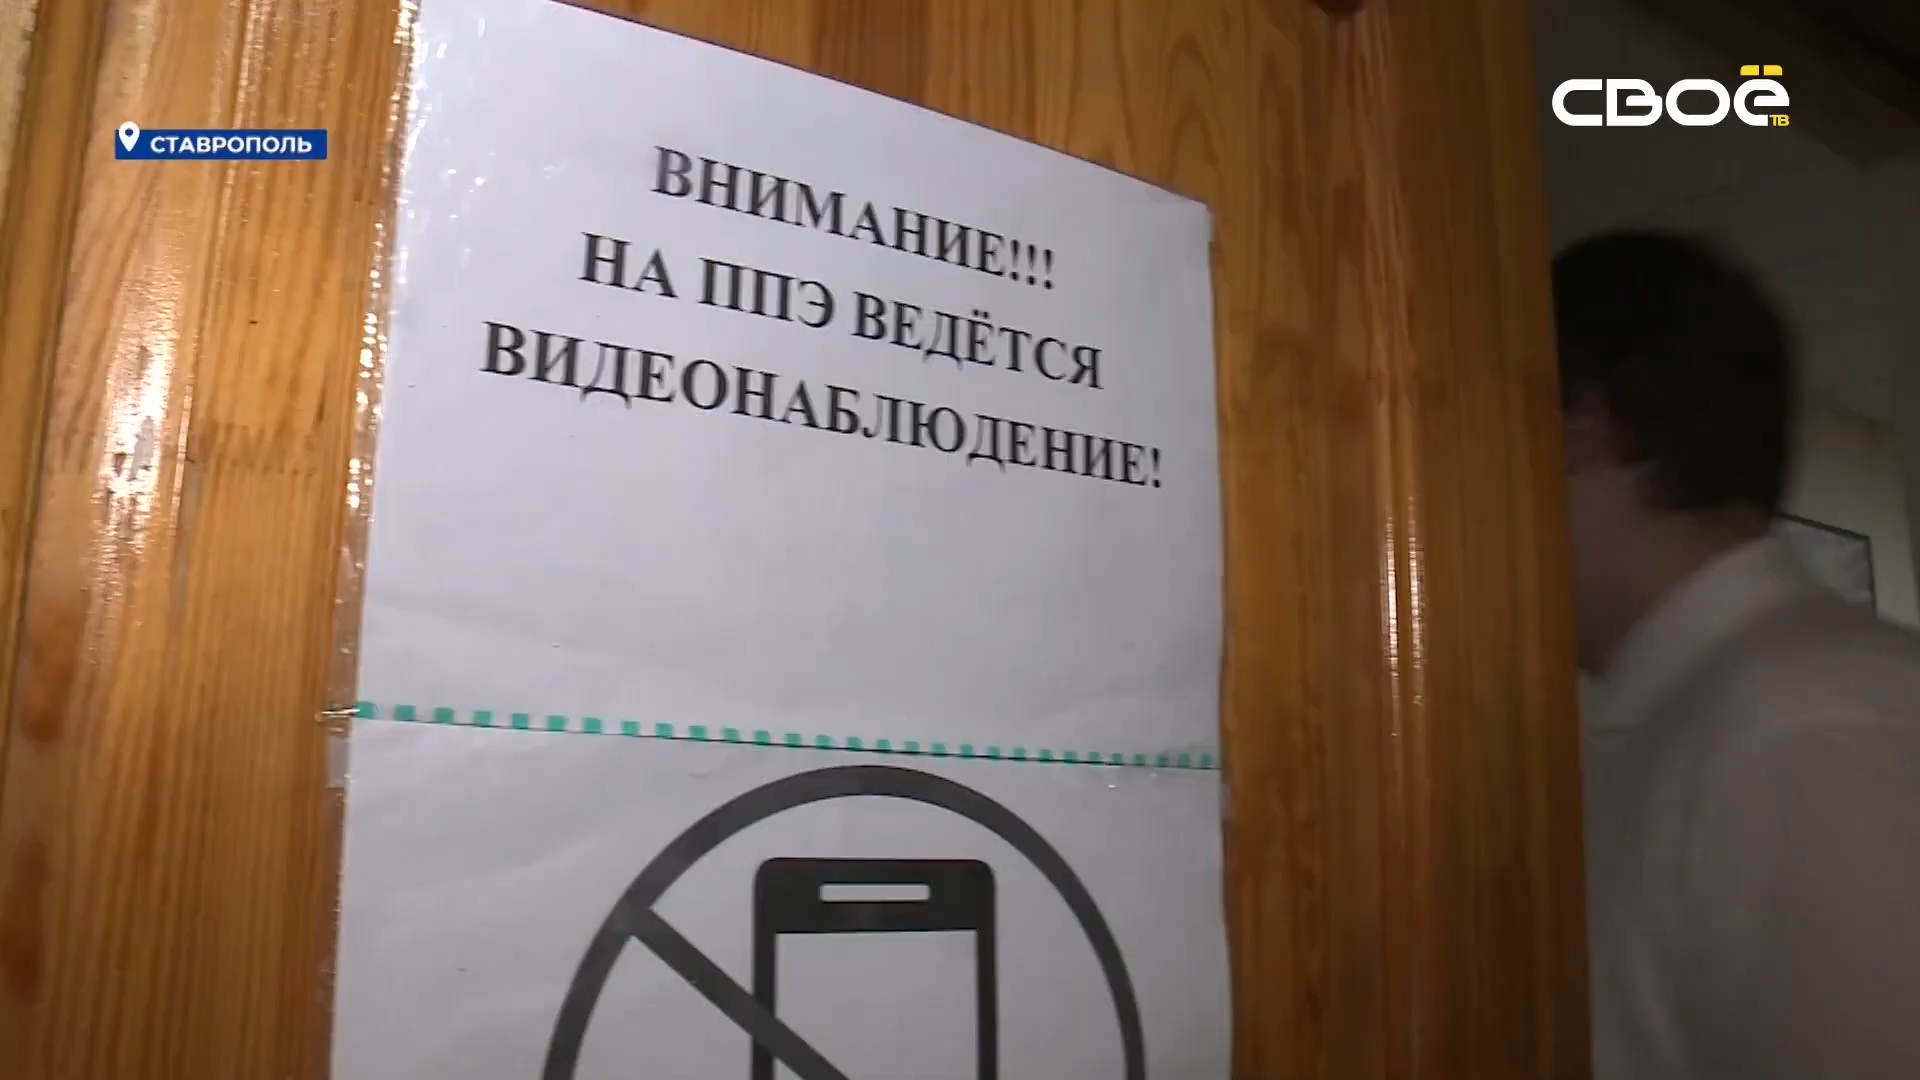 СВОЁ
ТВ
СТАВРОПОЛЬ
ВНИМАНИЕ!!!
НА ППЭ ВЕДЁТСЯ
ВИДЕОНАБЛЮДЕНИЕ!